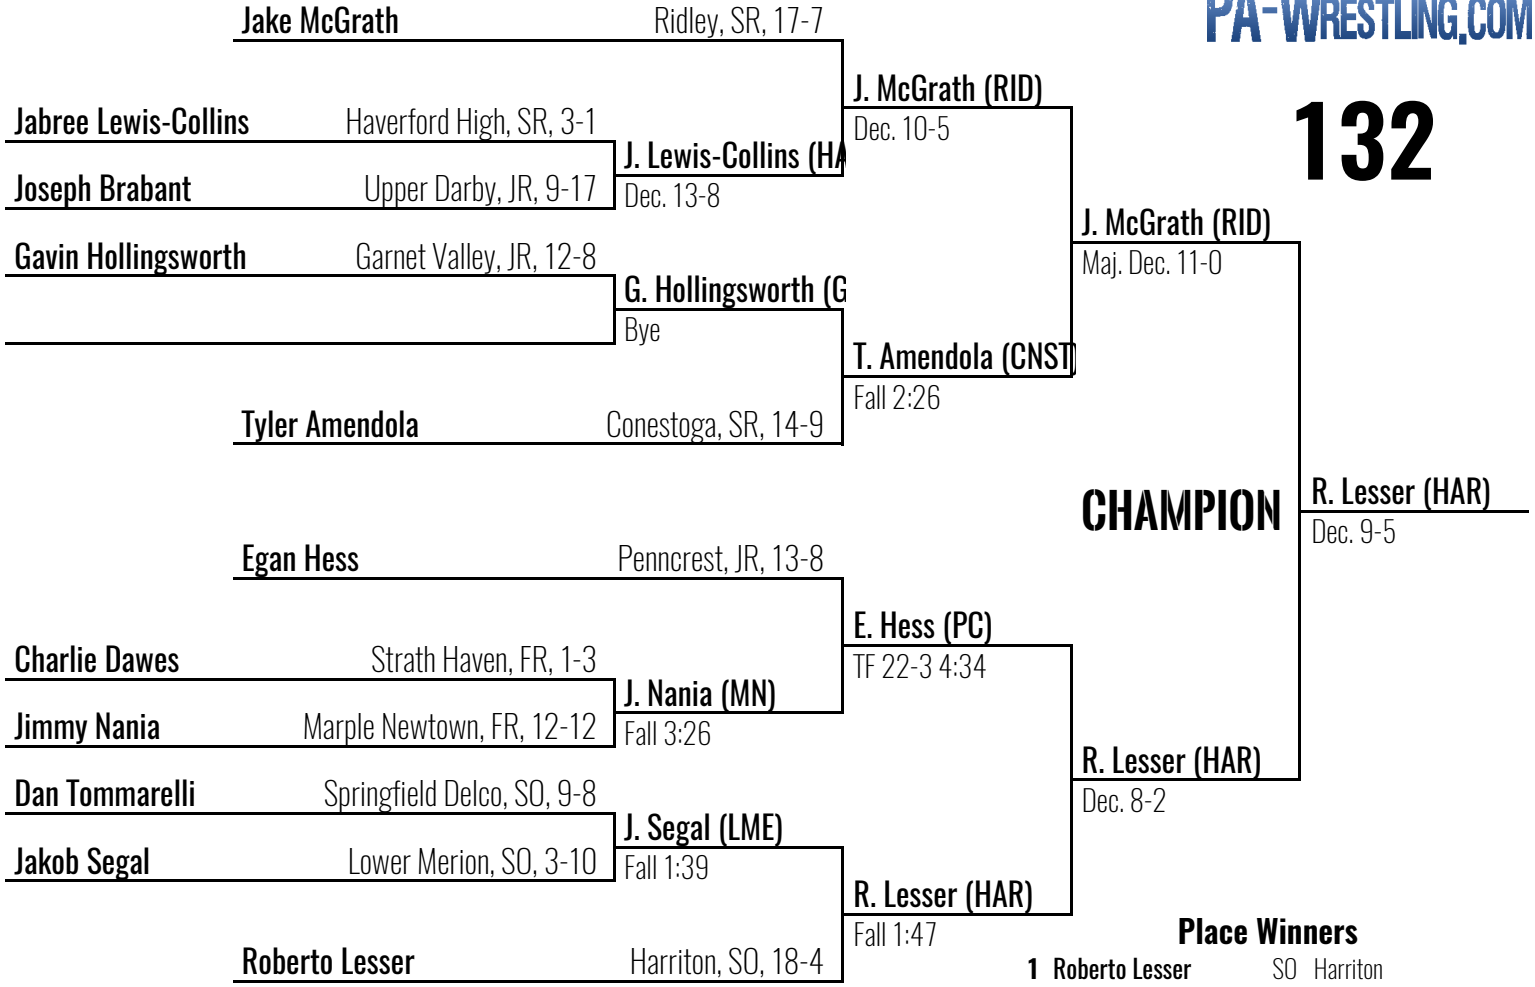 PA-WRESTLING.COM
132
Jake McGrath Ridley, SR, 17-7
J. McGrath (RID)
Dec. 10-5
Jabree Lewis-Collins Haverford High, SR, 3-1
J. Lewis-Collins (HA
Dec. 13-8
Joseph Brabant Upper Darby, JR, 9-17
J. McGrath (RID)
Maj. Dec. 11-0
Gavin Hollingsworth Garnet Valley, JR, 12-8
G. Hollingsworth (G
Bye
T. Amendola (CNST)
Fall 2:26
Tyler Amendola Conestoga, SR, 14-9
CHAMPION
R. Lesser (HAR)
Dec. 9-5
Egan Hess Penncrest, JR, 13-8
E. Hess (PC)
TF 22-3 4:34
Charlie Dawes Strath Haven, FR, 1-3
J. Nania (MN)
Fall 3:26
Jimmy Nania Marple Newtown, FR, 12-12
R. Lesser (HAR)
Dec. 8-2
Dan Tommarelli Springfield Delco, SO, 9-8
J. Segal (LME)
Fall 1:39
Jakob Segal Lower Merion, SO, 3-10
R. Lesser (HAR)
Fall 1:47
Roberto Lesser Harriton, SO, 18-4
Place Winners
1 Roberto Lesser SO Harriton